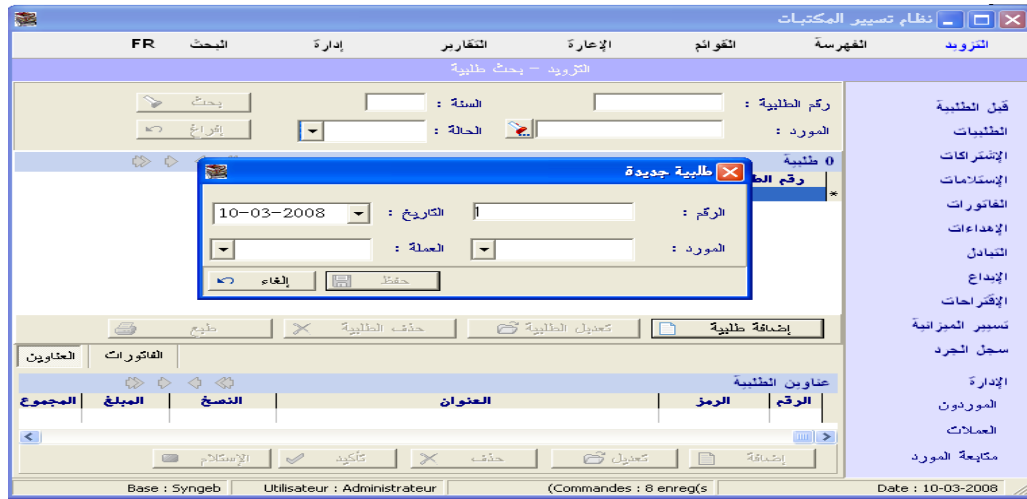 نظام تسيير المكتبات
التزويد الفهرسة القوائم الإعارة التقارير إدارة البحث FR
التزويد - بحث طلبية
رقم الطلبية : السنة : بحث
المورد : الحالة : إفراغ
0 طلبية
رقم الط
*
طلبية جديدة
الرقم : 1 التاريخ : 10-03-2008
المورد : العملة :
حفظ إلغاء
إضافة طلبية تعديل الطلبية حذف الطلبية طبع
العناوين الفاتورات
عناوين الطلبية
الرقم الرمز العنوان النسخ المبلغ المجموع
إضافة تعديل حذف تأكيد الإستلام
قبل الطلبية
الطلبيات
الإشتراكات
الإستلامات
الفاتورات
الإهداءات
التبادل
الإيداع
الإقتراحات
تسيير الميزانية
سجل الجرد
الإدارة
الموردون
العملات
متابعة المورد
Base : Syngeb Utilisateur : Administrateur (Commandes : 8 enreg(s Date : 10-03-2008